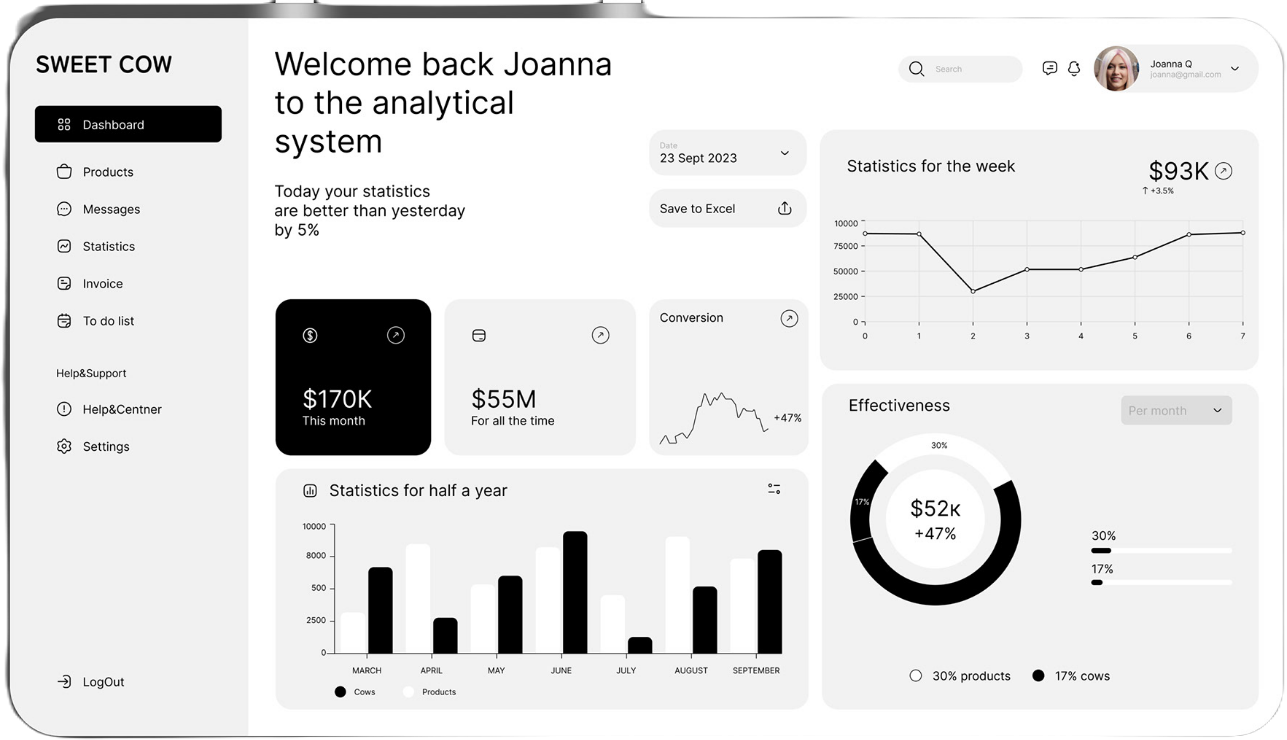 SWEET COW
Dashboard
Products
Messages
Statistics
Invoice
To do list
Help&Support
Help&Centner
Settings
LogOut
Welcome back Joanna
to the analytical
system
Today your statistics
are better than yesterday
by 5%
Search
Joanna Q
joanna@gmail.com
Date
23 Sept 2023
Save to Excel
$170K
This month
$55M
For all the time
Conversion
+47%
Statistics for the week
$93K
↑ +3.5%
10000
75000
50000
25000
0
0 1 2 3 4 5 6 7
Statistics for half a year
10000
8000
500
2500
0
MARCH APRIL MAY JUNE JULY AUGUST SEPTEMBER
Cows Products
Effectiveness
Per month
30%
17%
$52K
+47%
30%
17%
30% products 17% cows